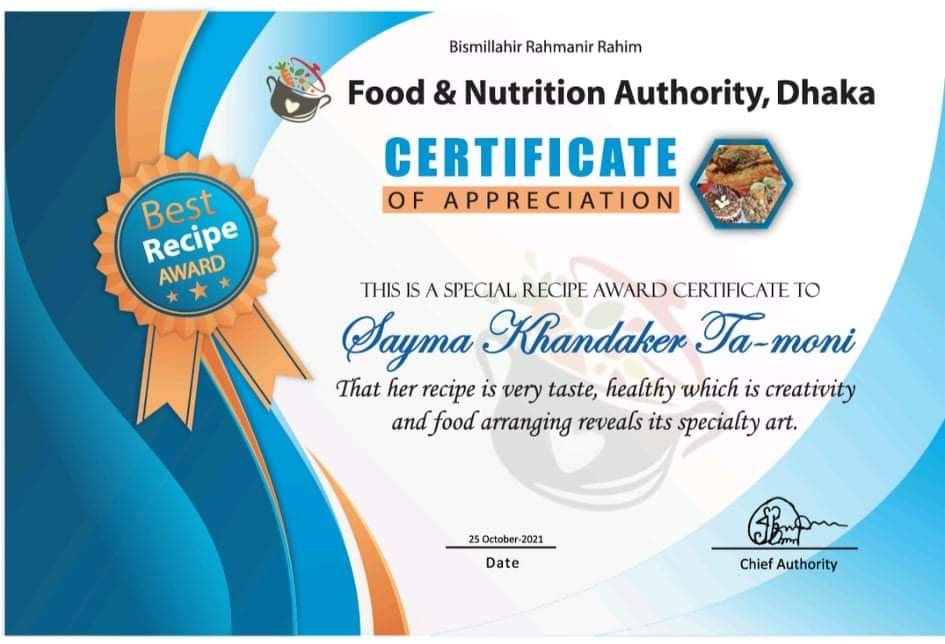 Bismillahir Rahmanir Rahim
Food & Nutrition Authority, Dhaka
CERTIFICATE
OF APPRECIATION
Best
Recipe
AWARD
THIS IS A SPECIAL RECIPE AWARD CERTIFICATE TO
Sayma Khandaker Ta-moni
That her recipe is very taste, healthy which is creativity
and food arranging reveals its specialty art.
25 October-2021
Date
Chief Authority